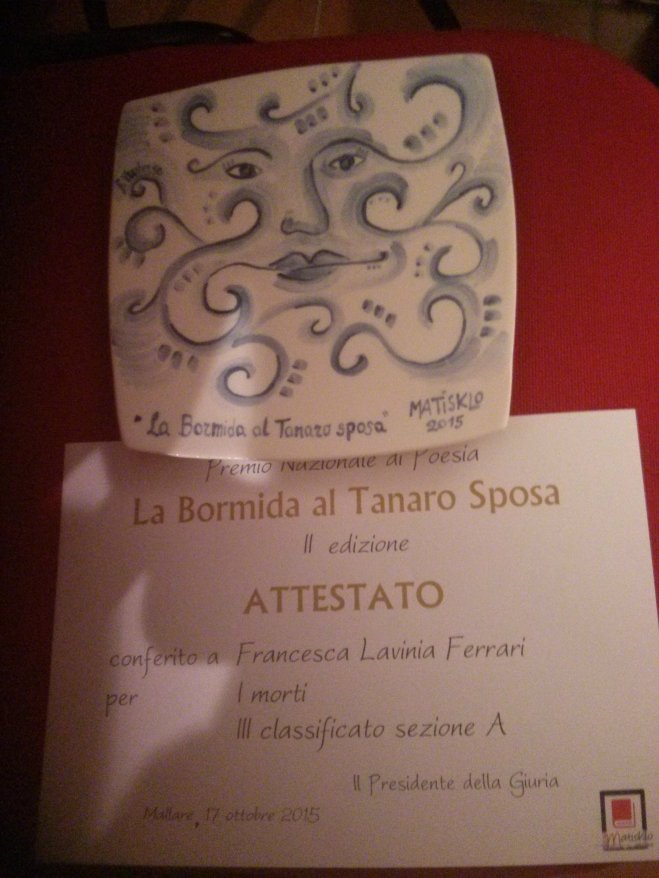 "La Bormida al Tanaro sposa"
MATISKLO
2015
Premio Nazionale di Poesia
La Bormida al Tanaro Sposa
II edizione
ATTESTATO
conferito a Francesca Lavinia Ferrari
per I morti
III classificato sezione A
Il Presidente della Giuria
Mallare, 17 ottobre 2015
Matisklo